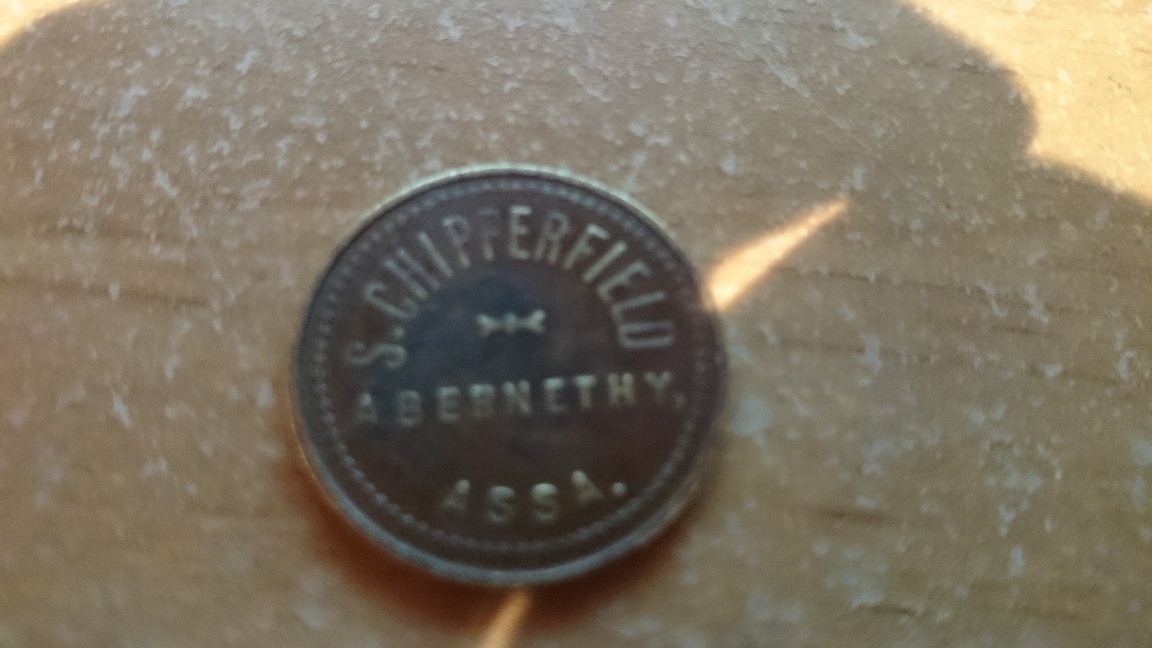 S. CHIPPERFIELD
ABERNETHY,
ASSA.